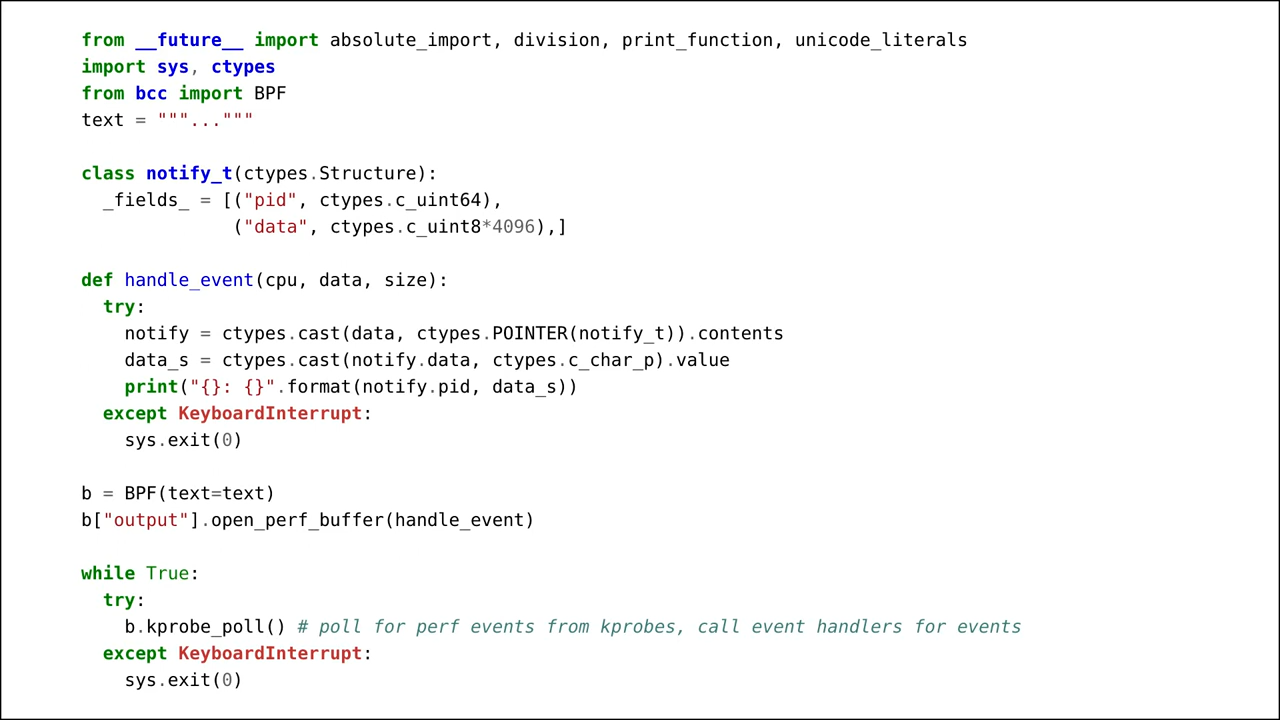 from __future__ import absolute_import, division, print_function, unicode_literals
import sys, ctypes
from bcc import BPF
text = """..."""

class notify_t(ctypes.Structure):
  _fields_ = [("pid", ctypes.c_uint64),
              ("data", ctypes.c_uint8*4096),]

def handle_event(cpu, data, size):
  try:
    notify = ctypes.cast(data, ctypes.POINTER(notify_t)).contents
    data_s = ctypes.cast(notify.data, ctypes.c_char_p).value
    print("{}: {}".format(notify.pid, data_s))
  except KeyboardInterrupt:
    sys.exit(0)

b = BPF(text=text)
b["output"].open_perf_buffer(handle_event)

while True:
  try:
    b.kprobe_poll() # poll for perf events from kprobes, call event handlers for events
  except KeyboardInterrupt:
    sys.exit(0)